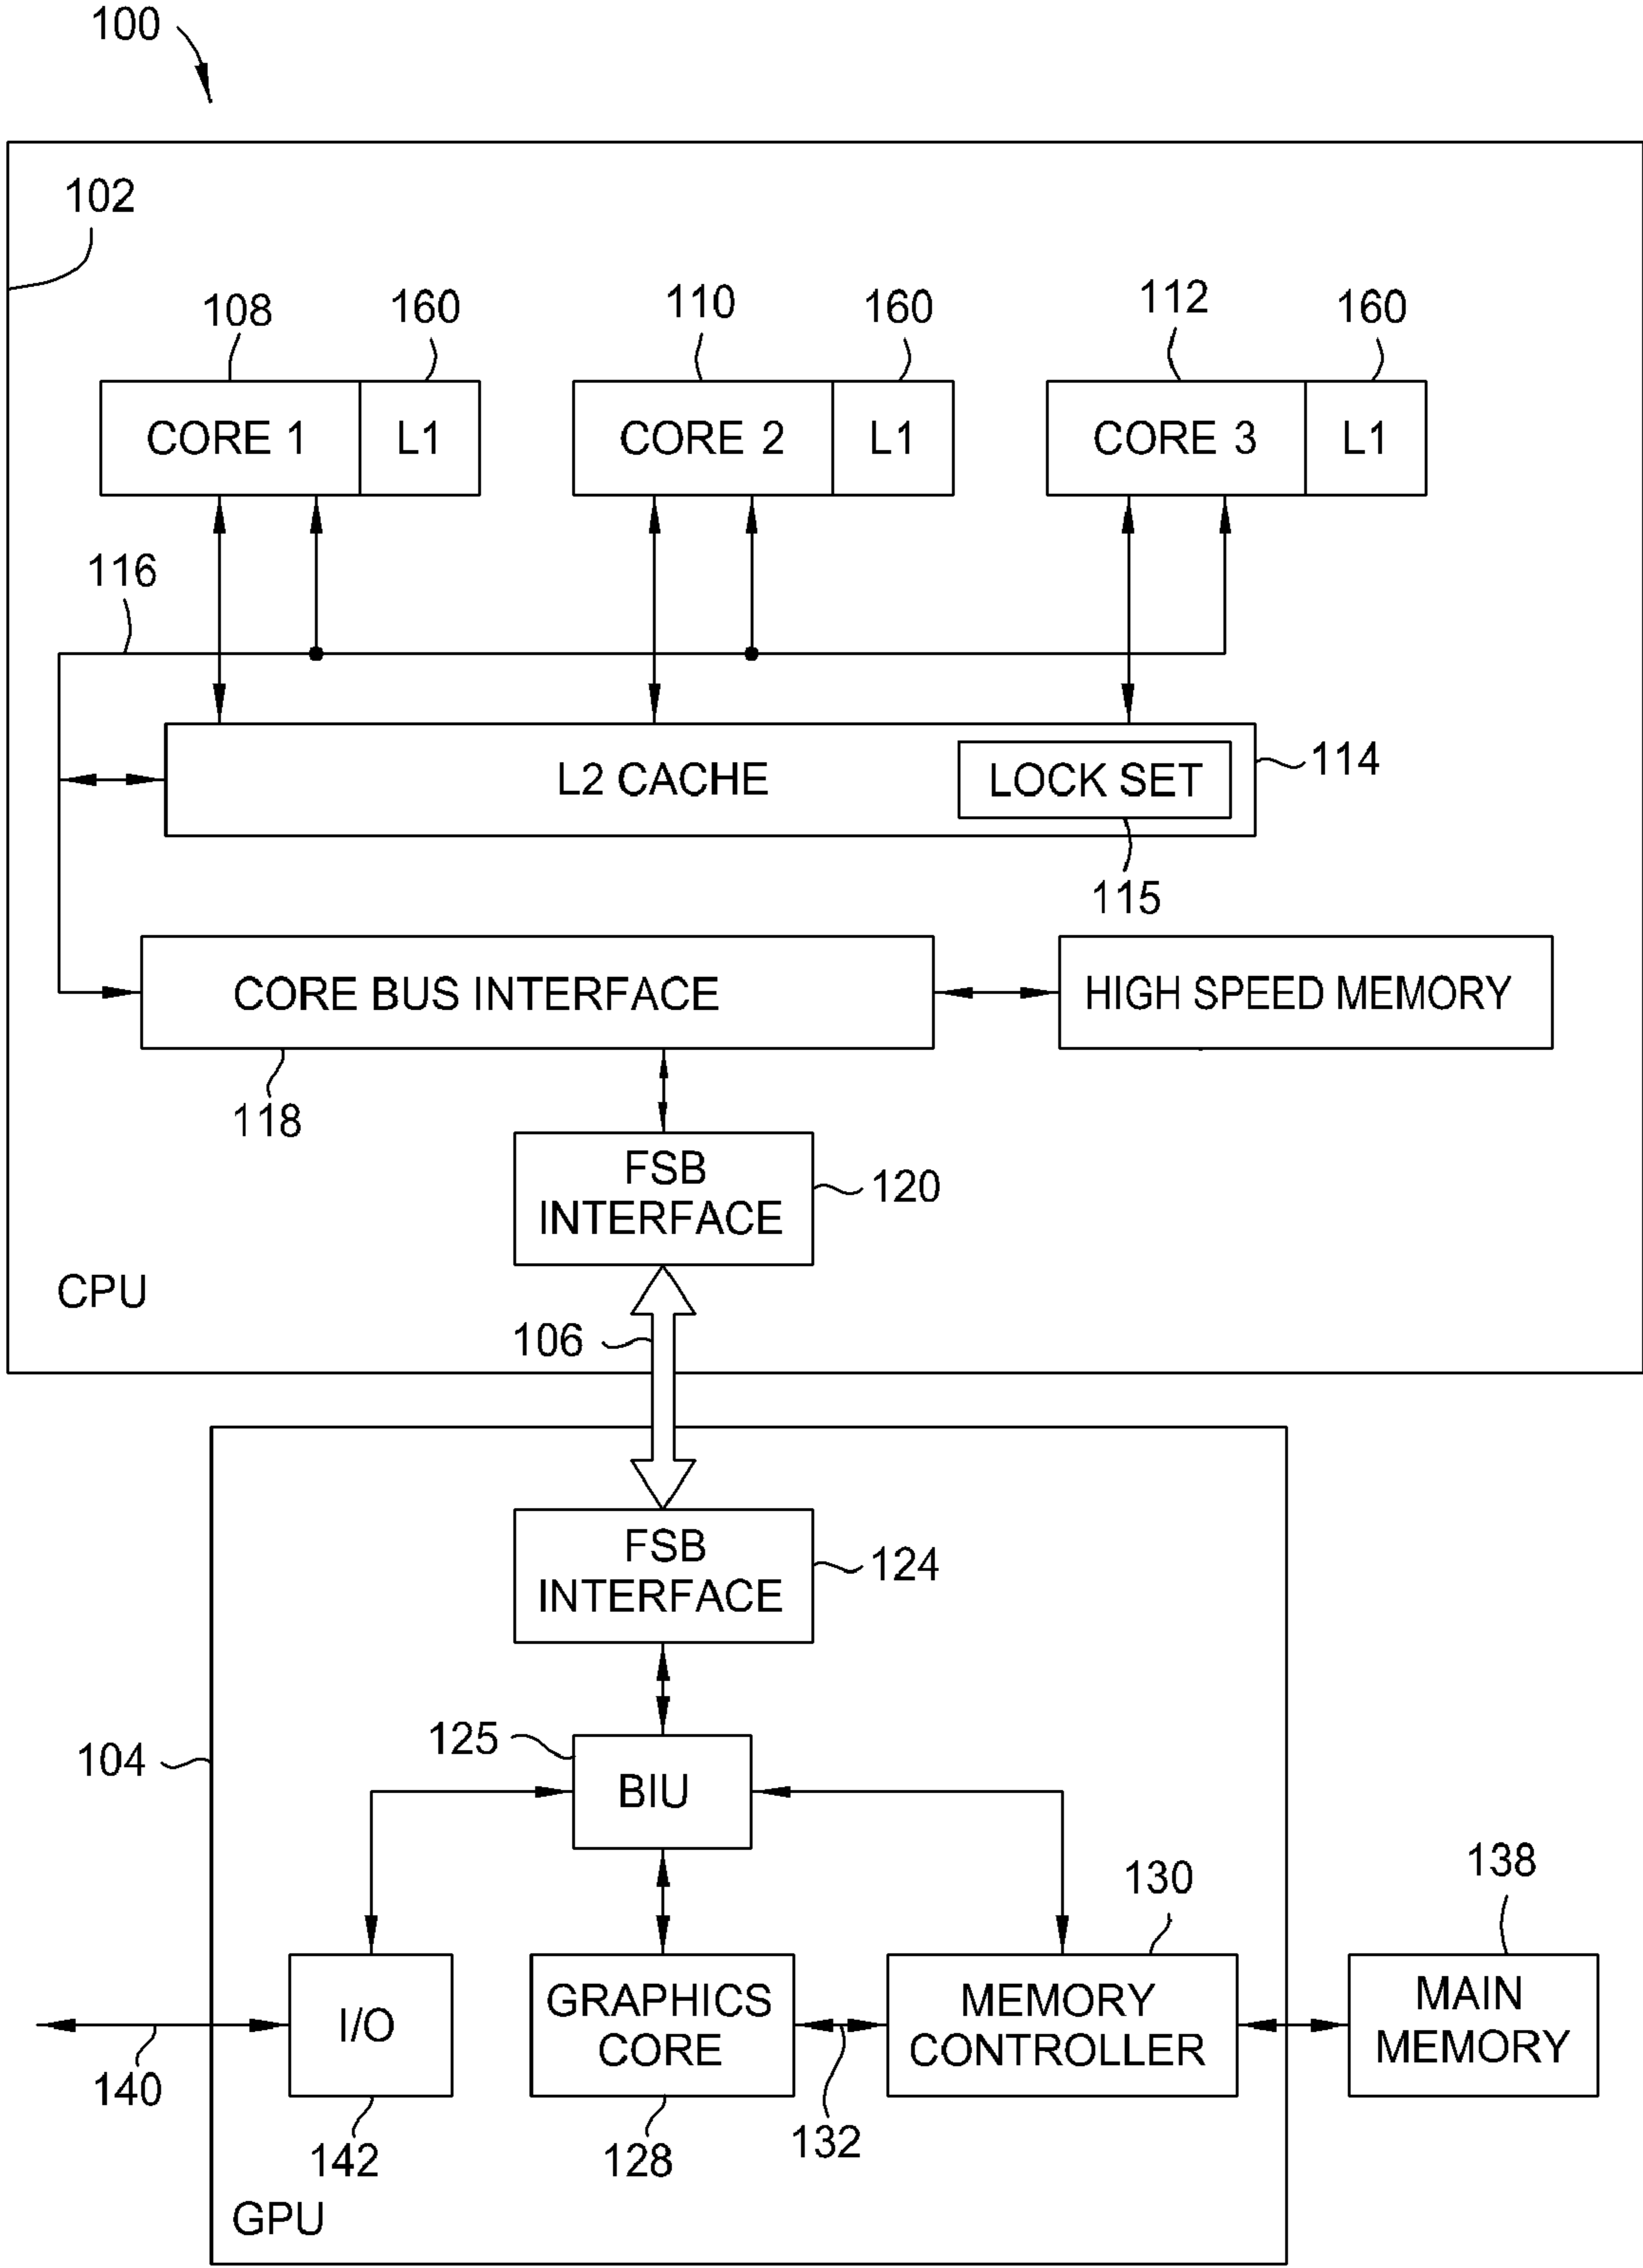 100
102
108
160
110
160
112
160
CORE 1
L1
CORE 2
L1
CORE 3
L1
116
L2 CACHE
LOCK SET
114
115
CORE BUS INTERFACE
HIGH SPEED MEMORY
118
FSB
INTERFACE
120
CPU
106
FSB
INTERFACE
124
125
104
BIU
130
138
I/O
GRAPHICS
CORE
MEMORY
CONTROLLER
MAIN
MEMORY
140
142
128
132
GPU